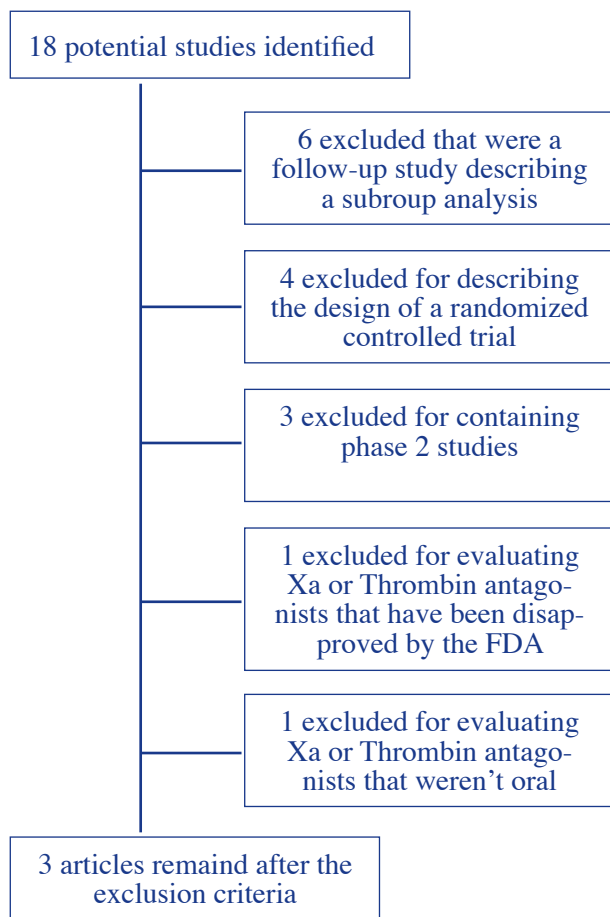 18 potential studies identified
6 excluded that were a
follow-up study describing
a subroup analysis
4 excluded for describing
the design of a randomized
controlled trial
3 excluded for containing
phase 2 studies
1 excluded for evaluating
Xa or Thrombin antago-
nists that have been disap-
proved by the FDA
1 excluded for evaluating
Xa or Thrombin antago-
nists that weren’t oral
3 articles remaind after the
exclusion criteria